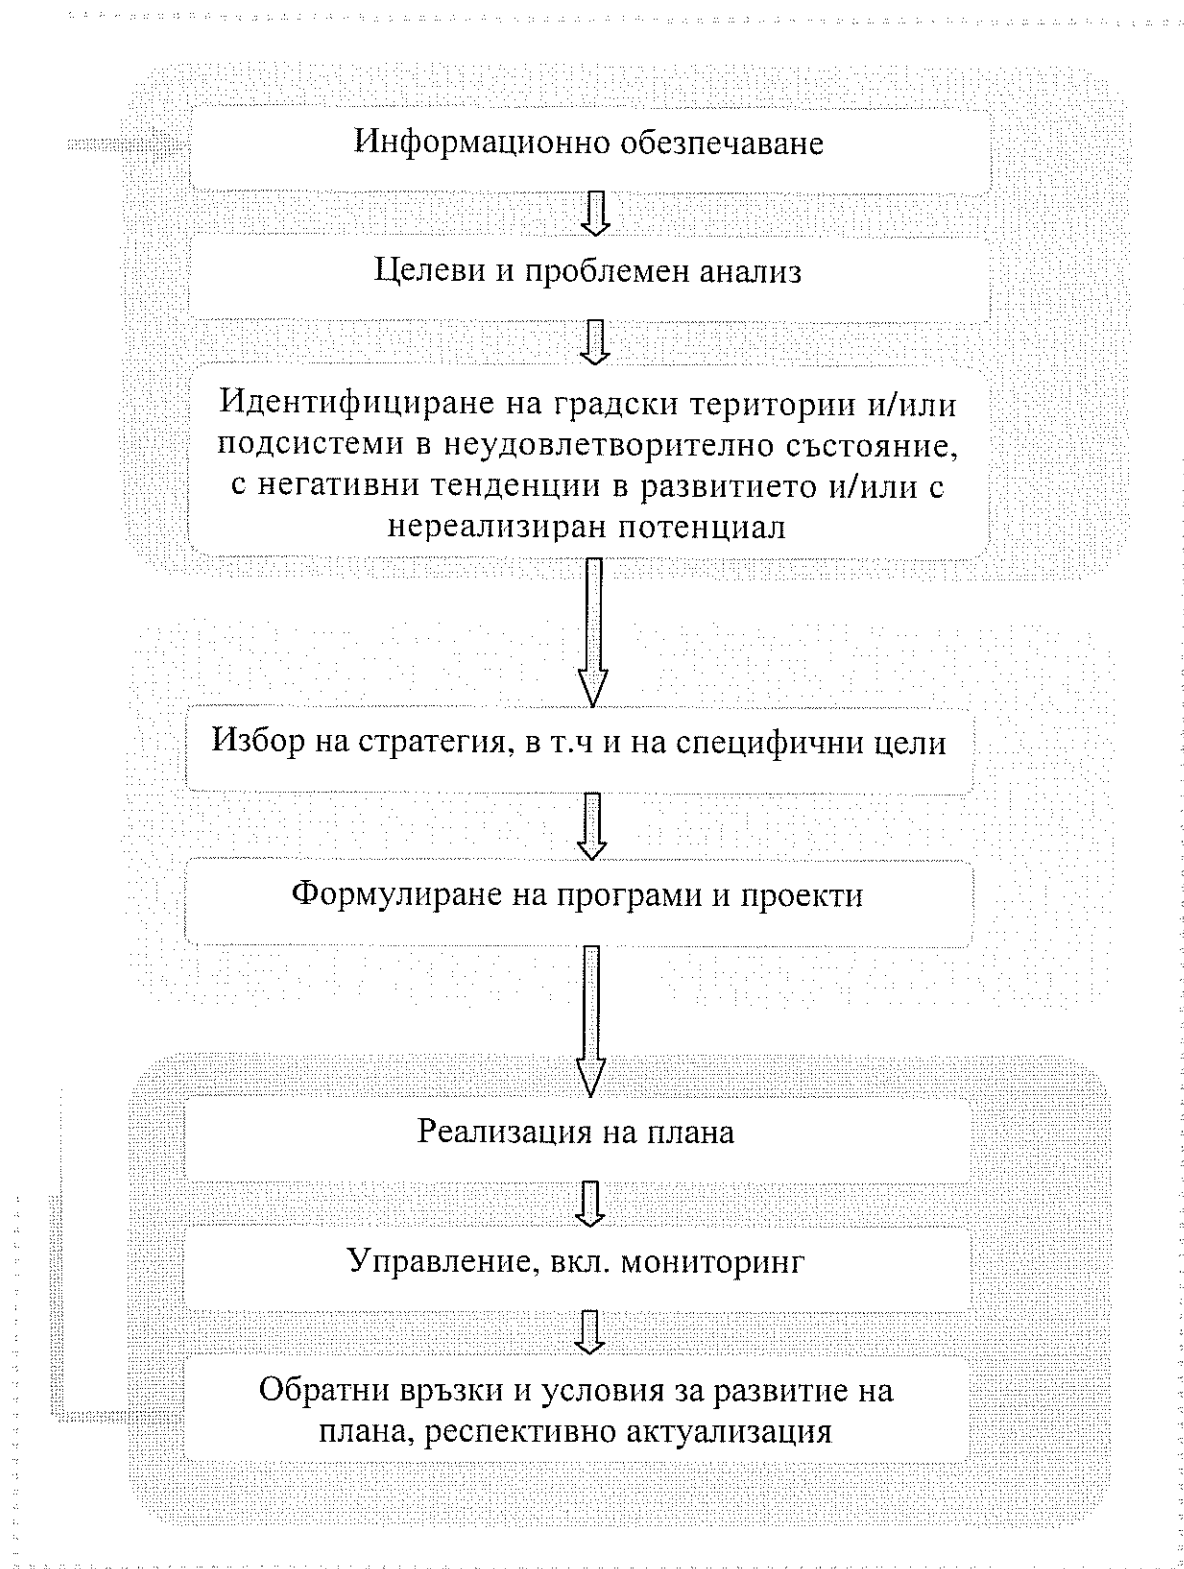 Информационно обезпечаване
Целеви и проблемен анализ
Идентифициране на градски територии и/или
подсистеми в неудовлетворително състояние,
с негативни тенденции в развитието и/или с
нереализиран потенциал
Избор на стратегия, в т.ч и на специфични цели
Формулиране на програми и проекти
Реализация на плана
Управление, вкл. мониторинг
Обратни връзки и условия за развитие на
плана, респективно актуализация